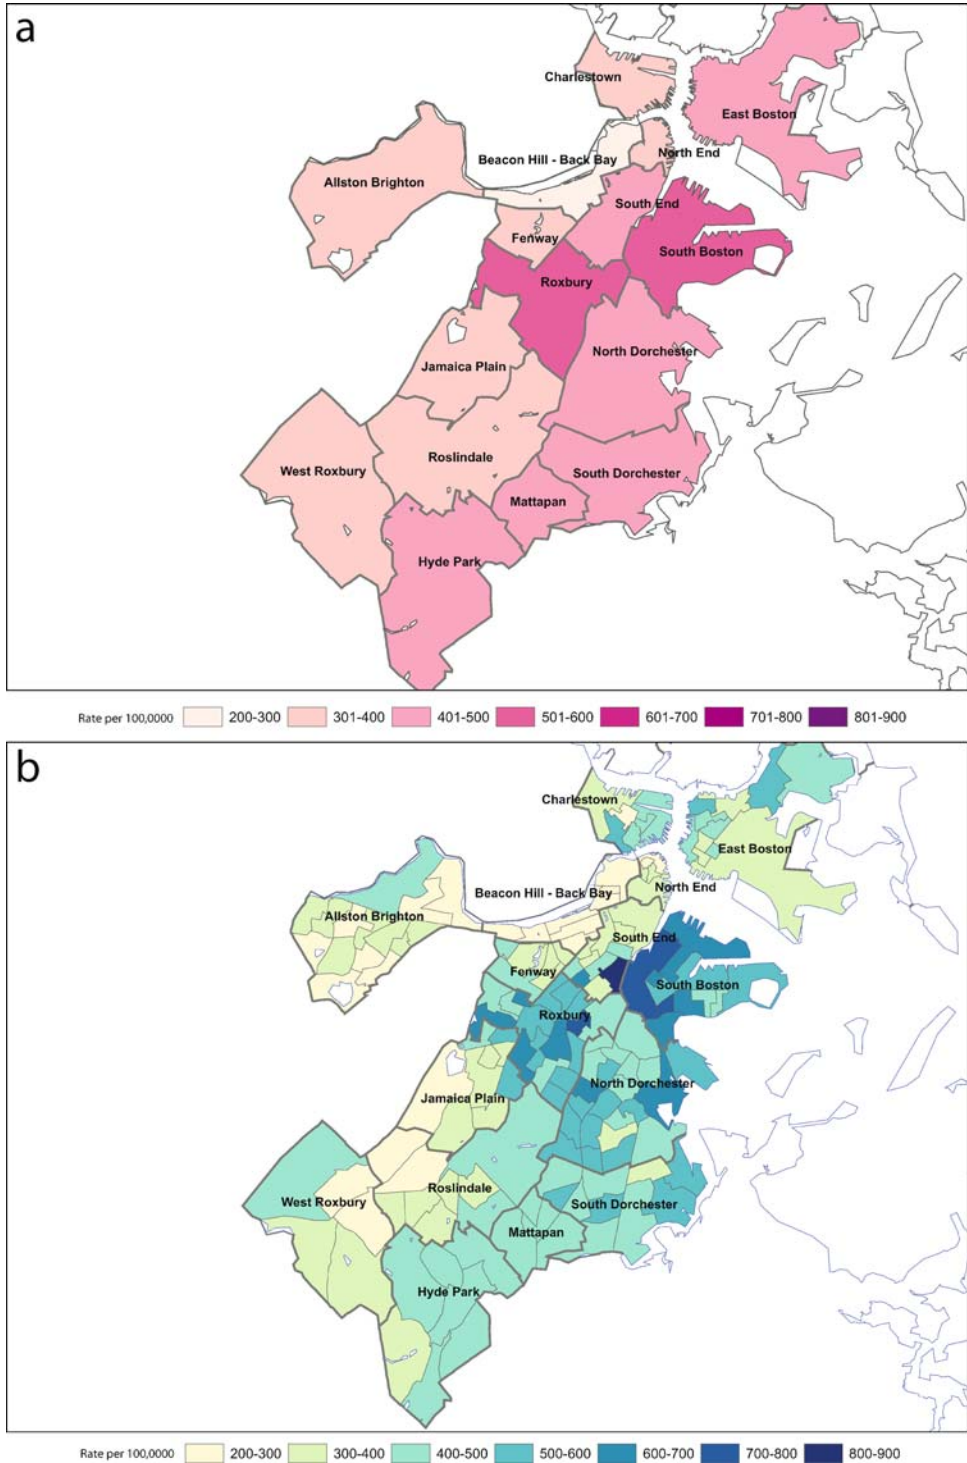 a
Charlestown
East Boston
Beacon Hill - Back Bay
North End
Allston Brighton
South End
Fenway
South Boston
Roxbury
North Dorchester
Jamaica Plain
Roslindale
West Roxbury
South Dorchester
Mattapan
Hyde Park
Rate per 100,0000 200-300 301-400 401-500 501-600 601-700 701-800 801-900
b
Charlestown
East Boston
Beacon Hill - Back Bay
North End
Allston Brighton
South End
Fenway
South Boston
Roxbury
North Dorchester
Jamaica Plain
Roslindale
West Roxbury
South Dorchester
Mattapan
Hyde Park
Rate per 100,0000 200-300 300-400 400-500 500-600 600-700 700-800 800-900